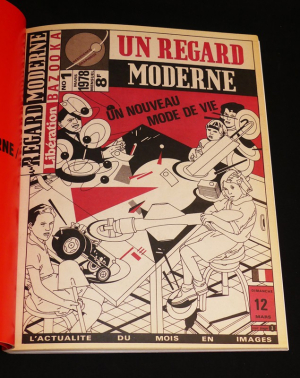 UN REGARD
MODERNE
UN REGARD MODERNE
Libération
BAZOOKA
NO 1
1978
8F
UN NOUVEAU
MODE DE VIE
12
L'ACTUALITE DU MOIS EN IMAGES